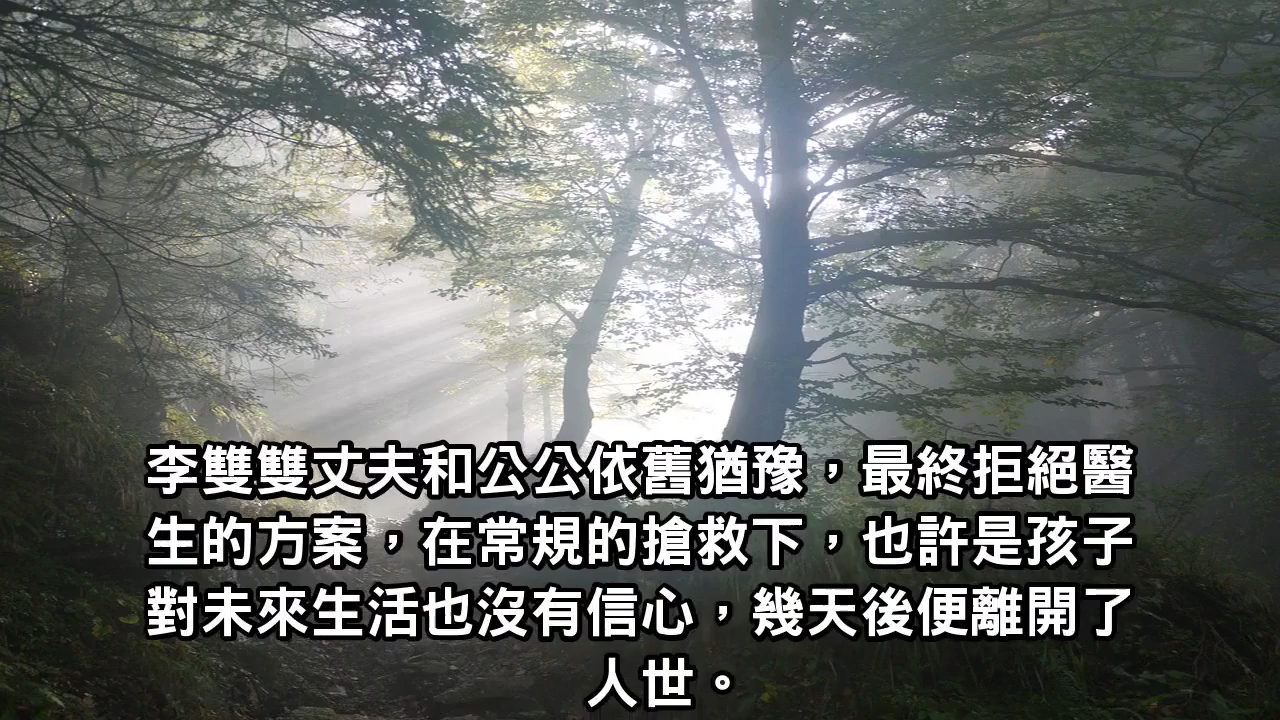 李雙雙丈夫和公公依舊猶豫，最終拒絕醫
生的方案，在常規的搶救下，也許是孩子
對未來生活也沒有信心，幾天後便離開了
人世。